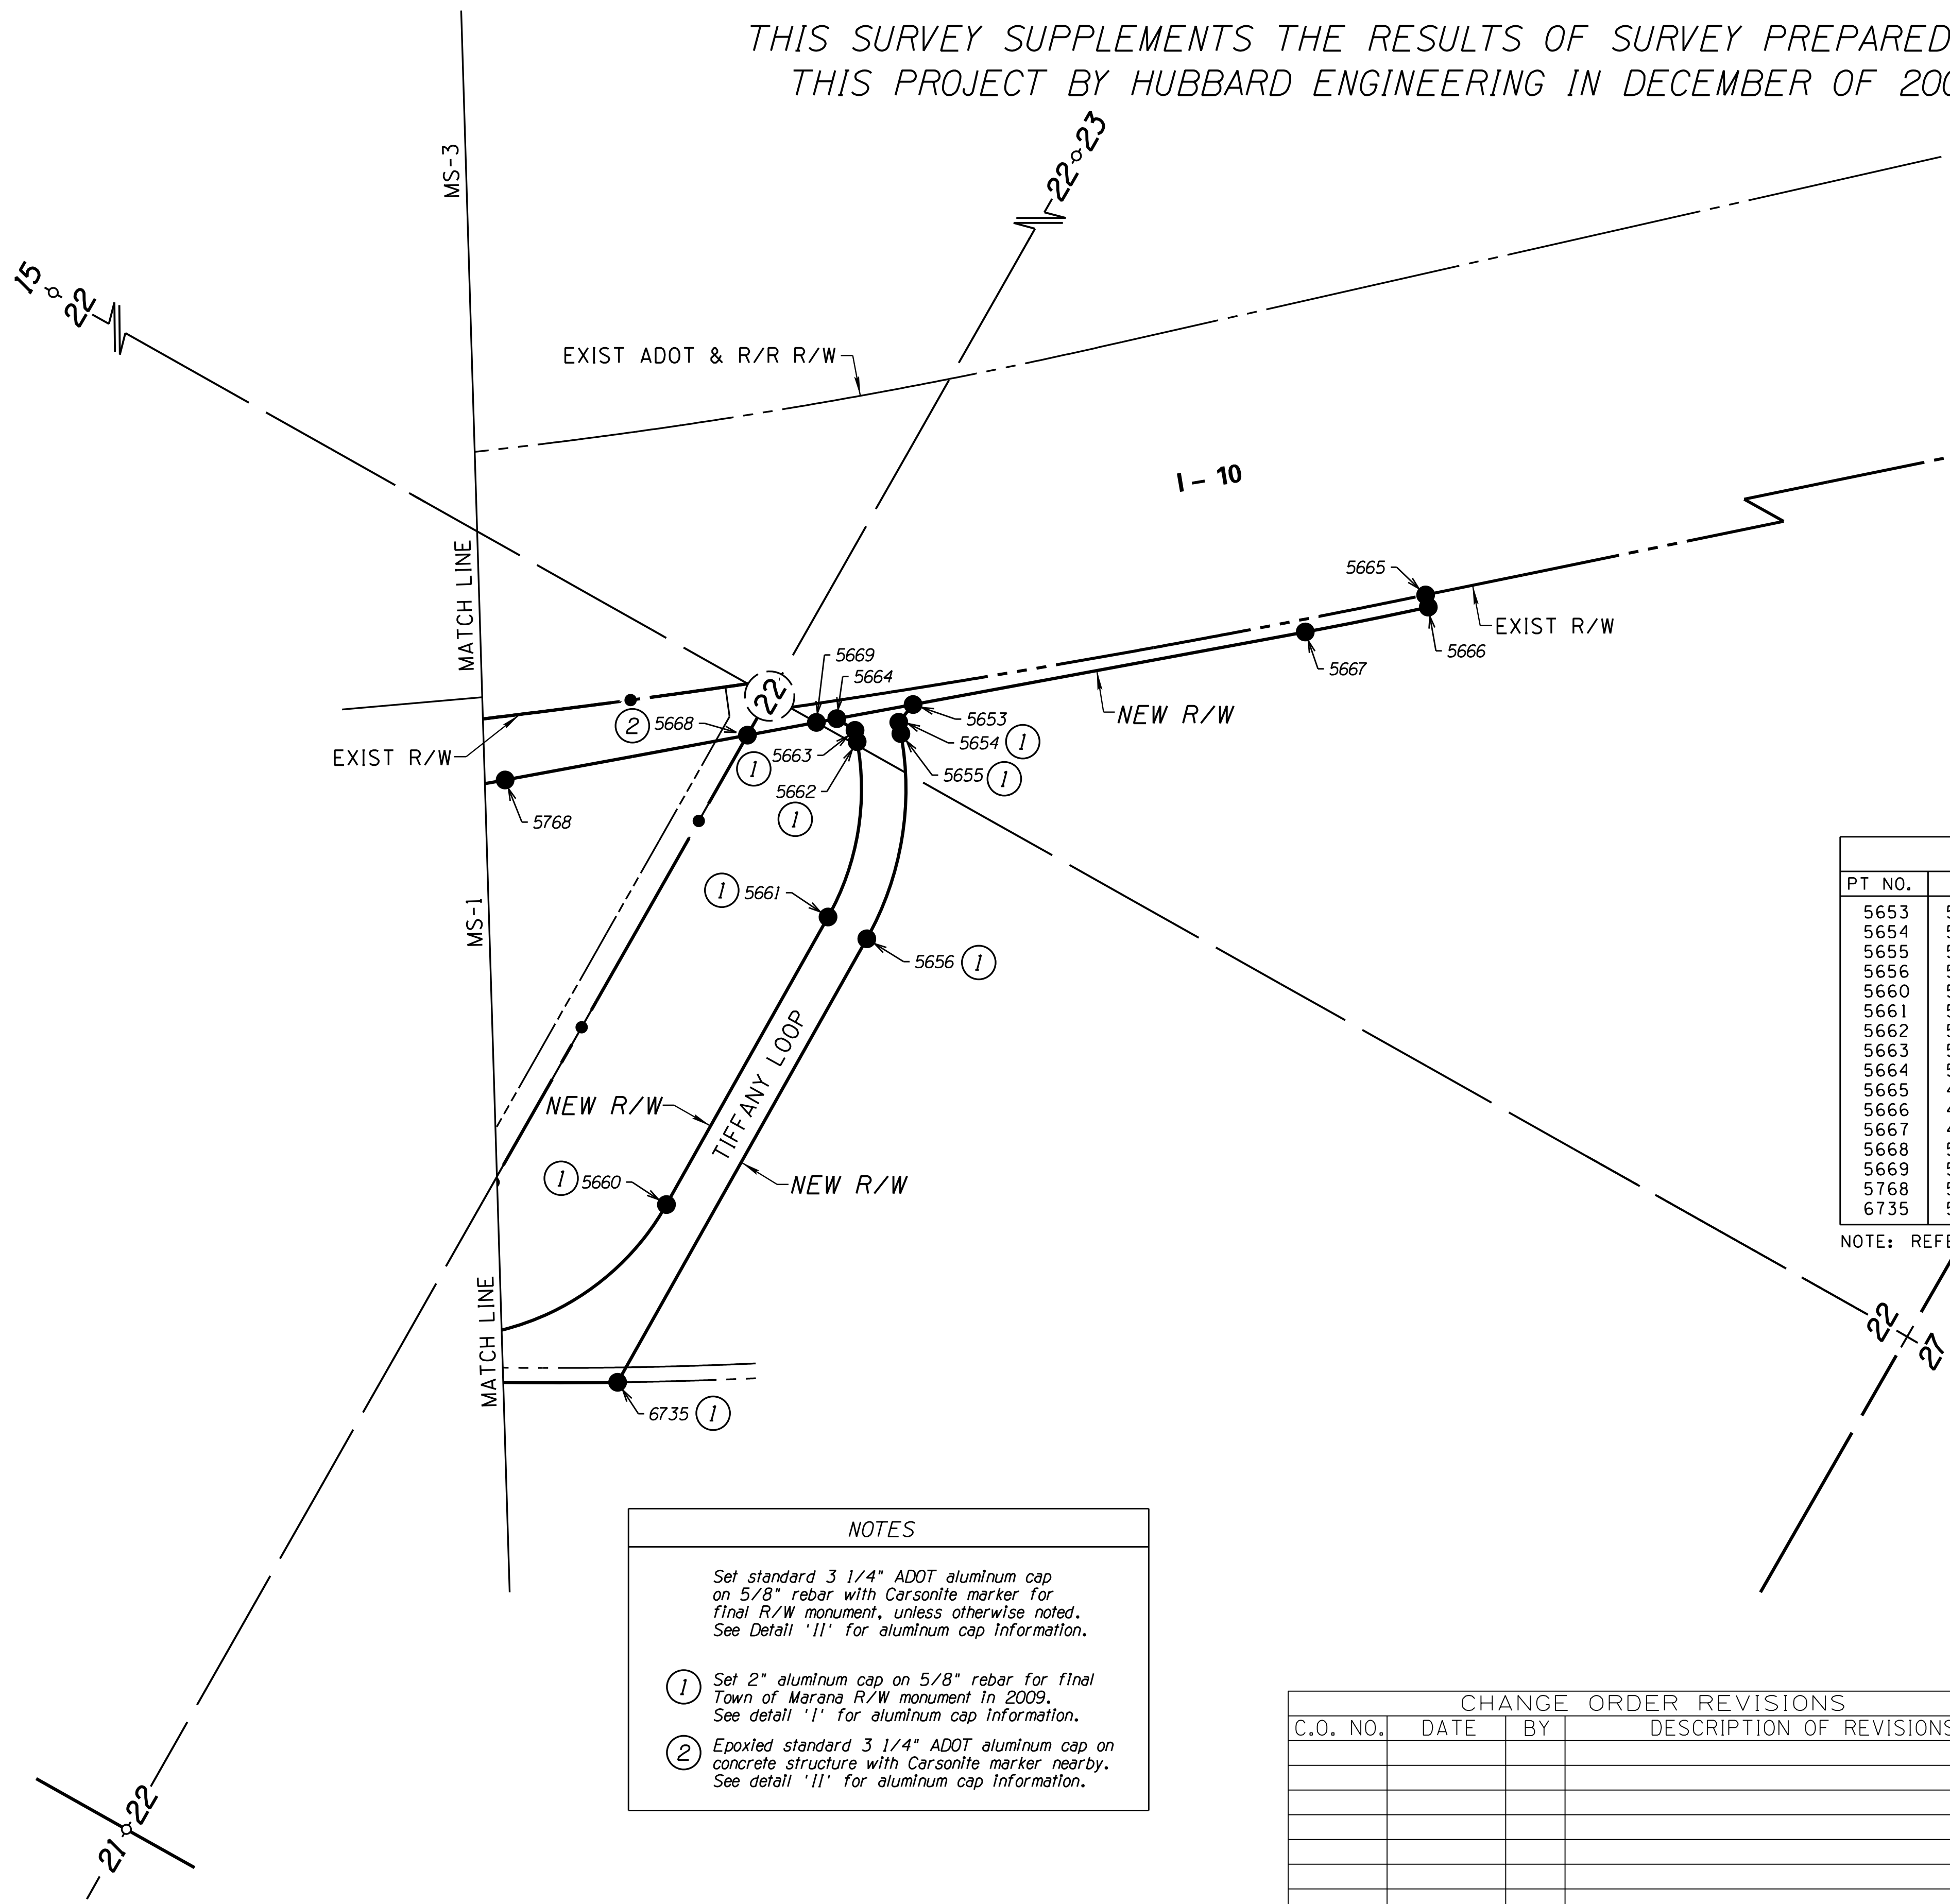 THIS SURVEY SUPPLEMENTS THE RESULTS OF SURVEY PREPARED
THIS PROJECT BY HUBBARD ENGINEERING IN DECEMBER OF
MS-3
22 23
15 22
EXIST ADOT & R/R R/W
I - 10
MATCH LINE
5665
EXIST R/W
5666
5667
5669
5664
22
NEW R/W
5653
2 5668
5654 1
EXIST R/W
1 5663
5655 1
5662
1
5768
1 5661
PT NO.
5653
5654
5655
5656
5660
5661
5662
5663
5664
5665
5666
5667
5668
5669
5768
6735
NOTE:
MS-1
5656 1
TIFFANY LOOP
NEW R/W
1 5660
NEW R/W
MATCH LINE
22
27
6735 1
NOTES
Set standard 3 1/4" ADOT aluminum cap
on 5/8" rebar with Carsonite marker for
final R/W monument, unless otherwise noted.
See Detail 'II' for aluminum cap information.
1 Set 2" aluminum cap on 5/8" rebar for final
Town of Marana R/W monument in 2009.
See detail 'I' for aluminum cap information.
2 Epoxied standard 3 1/4" ADOT aluminum cap on
concrete structure with Carsonite marker nearby.
See detail 'II' for aluminum cap information.
CHANGE ORDER REVISIONS
C.O. NO. DATE BY DESCRIPTION OF REVISIONS
21 22